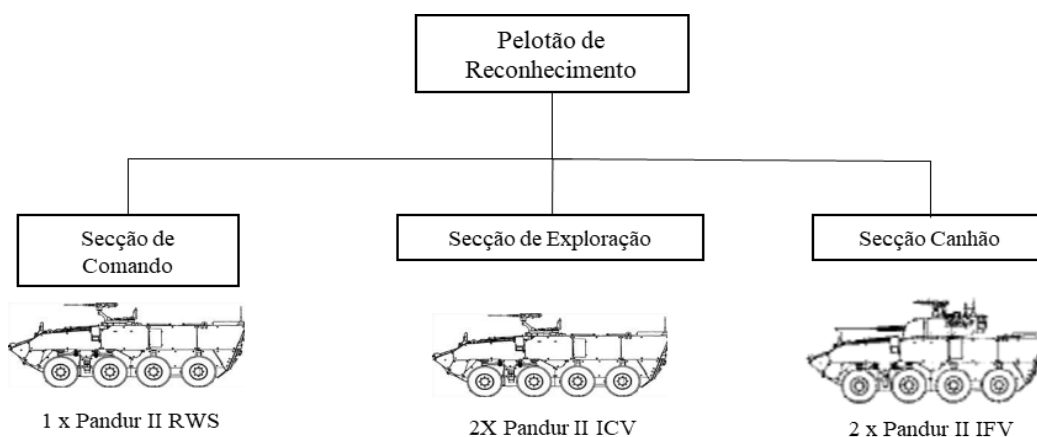 Pelotão de
Reconhecimento
Secção de
Comando
Secção de Exploração
Secção Canhão
1 x Pandur II RWS
2X Pandur II ICV
2 x Pandur II IFV